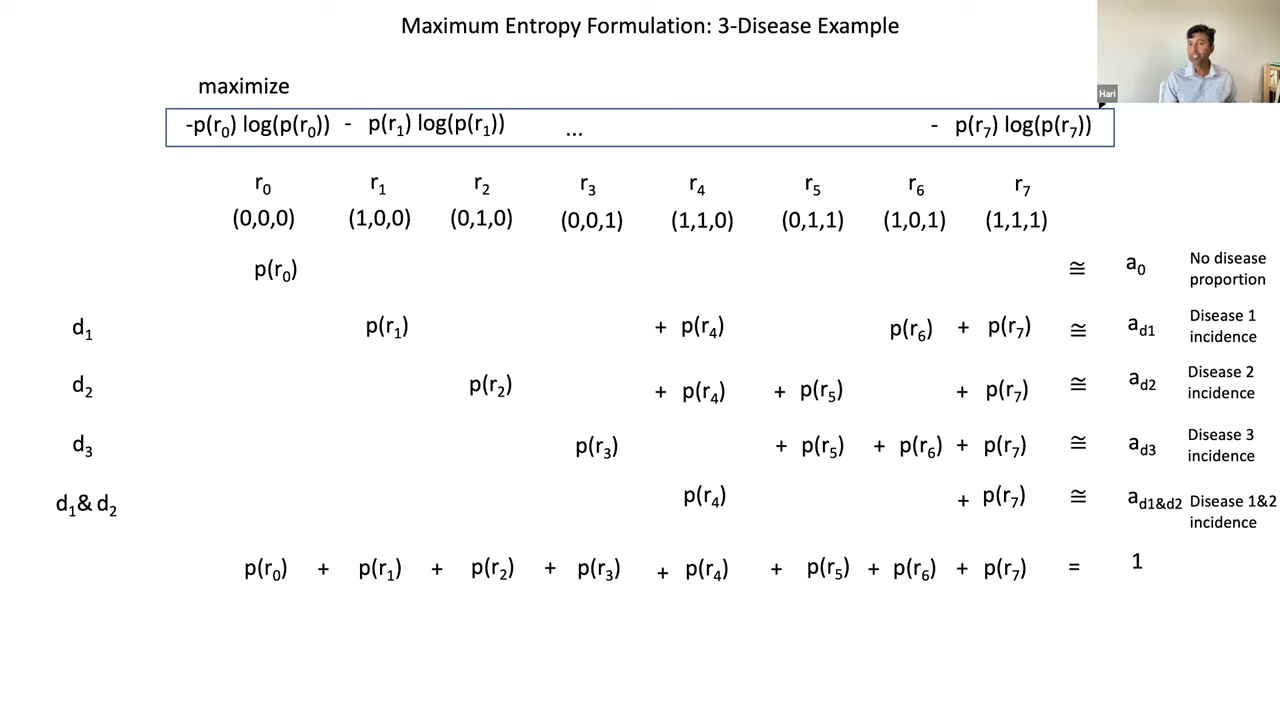 Maximum Entropy Formulation: 3-Disease Example
Hari
maximize
-p(r₀) log(p(r₀)) - p(r₁) log(p(r₁)) ... - p(r₇) log(p(r₇))
r₀ r₁ r₂ r₃ r₄ r₅ r₆ r₇
(0,0,0) (1,0,0) (0,1,0) (0,0,1) (1,1,0) (0,1,1) (1,0,1) (1,1,1)
p(r₀) ≅ a₀ No disease
proportion
d₁ p(r₁) + p(r₄) p(r₆) + p(r₇) ≅ a_d1 Disease 1
incidence
d₂ p(r₂) + p(r₄) + p(r₅) + p(r₇) ≅ a_d2 Disease 2
incidence
d₃ p(r₃) + p(r₅) + p(r₆) + p(r₇) ≅ a_d3 Disease 3
incidence
d₁& d₂ p(r₄) + p(r₇) ≅ a_d1&d2 Disease 1&2
incidence
p(r₀) + p(r₁) + p(r₂) + p(r₃) + p(r₄) + p(r₅) + p(r₆) + p(r₇) = 1